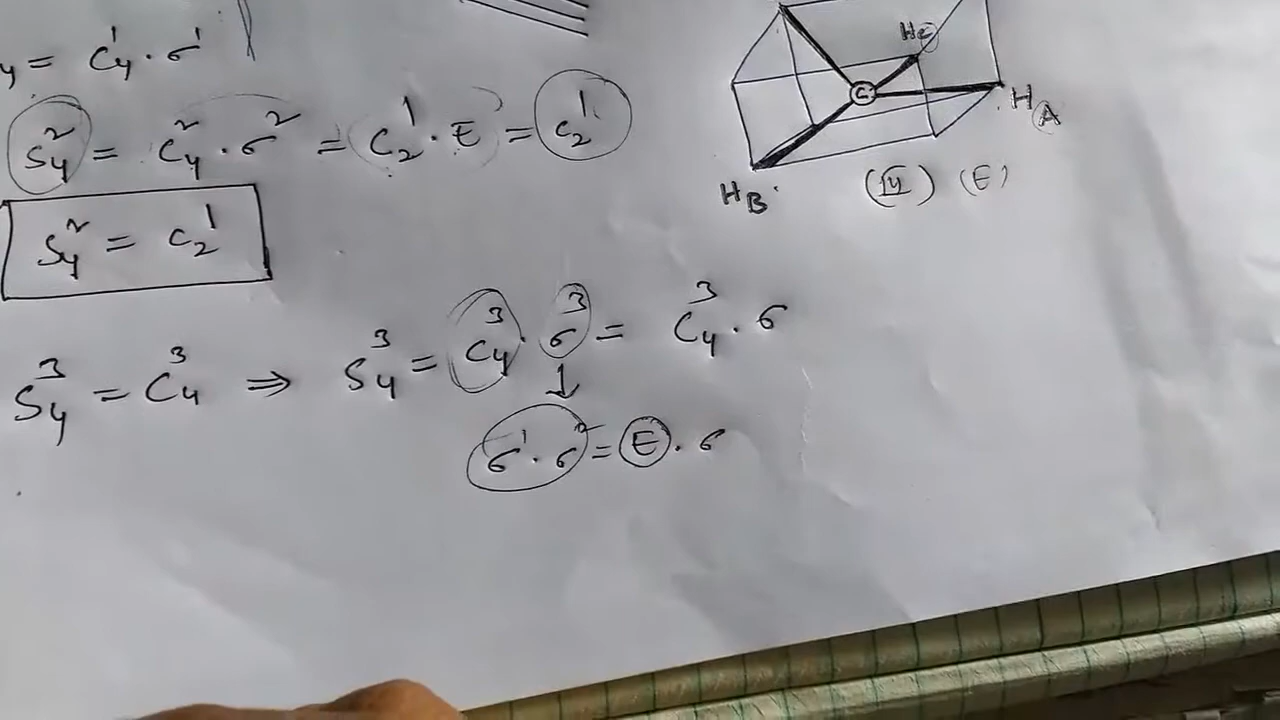 4 = C₄¹ · σ¹
S₄² = C₄² · σ² = C₂¹ · E = C₂¹
S₄² = C₂¹
S₄³ = C₄³ ⇒ S₄³ = C₄³ · σ³ = C₄³ · σ
↓
σ¹ · σ² = E · σ
Hc
C
HA
HB
(IV) (E)